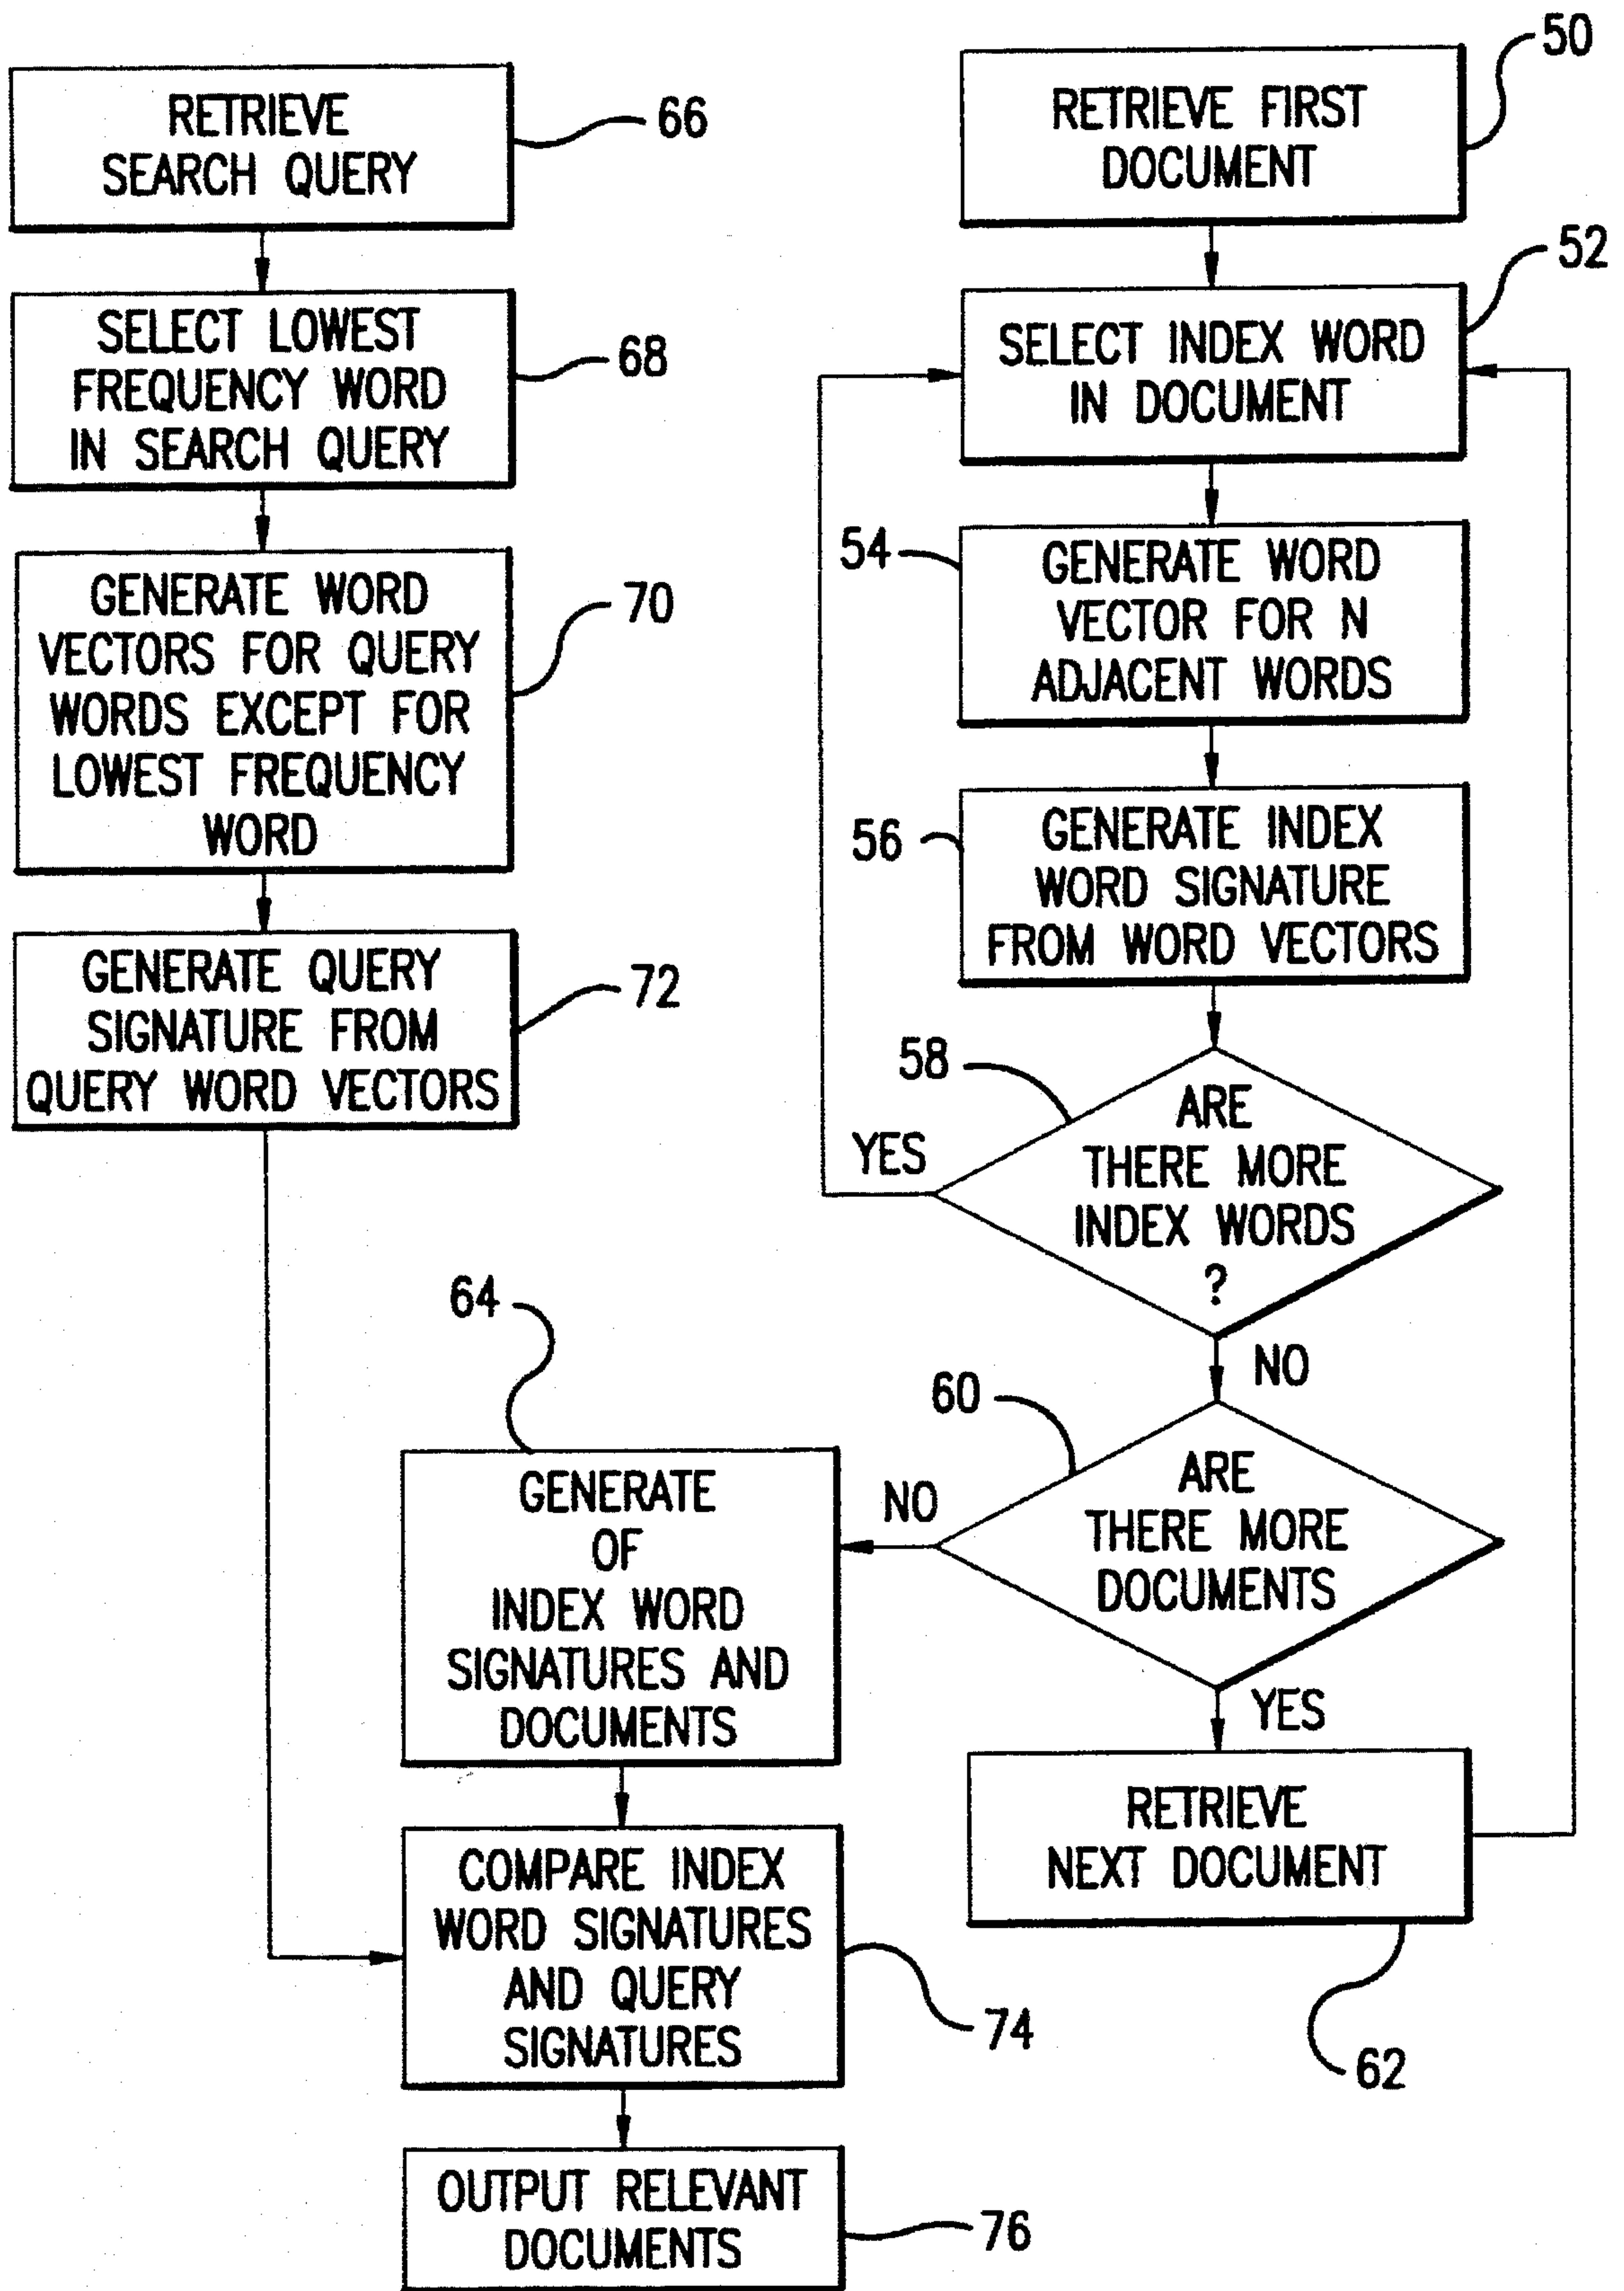 RETRIEVE
SEARCH QUERY
66
SELECT LOWEST
FREQUENCY WORD
IN SEARCH QUERY
68
GENERATE WORD
VECTORS FOR QUERY
WORDS EXCEPT FOR
LOWEST FREQUENCY
WORD
70
GENERATE QUERY
SIGNATURE FROM
QUERY WORD VECTORS
72
RETRIEVE FIRST
DOCUMENT
50
SELECT INDEX WORD
IN DOCUMENT
52
54
GENERATE WORD
VECTOR FOR N
ADJACENT WORDS
56
GENERATE INDEX
WORD SIGNATURE
FROM WORD VECTORS
58
ARE
THERE MORE
INDEX WORDS
?
YES
NO
60
ARE
THERE MORE
DOCUMENTS
NO
YES
RETRIEVE
NEXT DOCUMENT
62
64
GENERATE
OF
INDEX WORD
SIGNATURES AND
DOCUMENTS
COMPARE INDEX
WORD SIGNATURES
AND QUERY
SIGNATURES
74
OUTPUT RELEVANT
DOCUMENTS
76